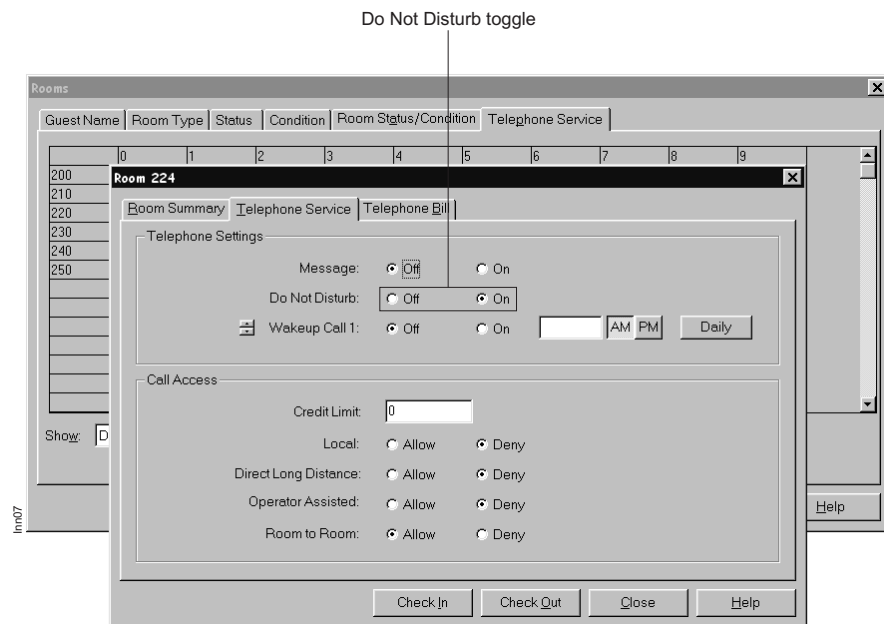 Do Not Disturb toggle
Rooms
Guest Name Room Type Status Condition Room Status/Condition Telephone Service
0 1 2 3 4 5 6 7 8 9
200
Room 224
210
Room Summary Telephone Service Telephone Bill
220
230
Telephone Settings
240
250
Message: Off On
Do Not Disturb: Off On
Wakeup Call 1: Off On AM PM Daily
Call Access
Credit Limit: 0
Show: D
Local: Allow Deny
Direct Long Distance: Allow Deny
Operator Assisted: Allow Deny
Help
Room to Room: Allow Deny
Inn07
Check In Check Out Close Help